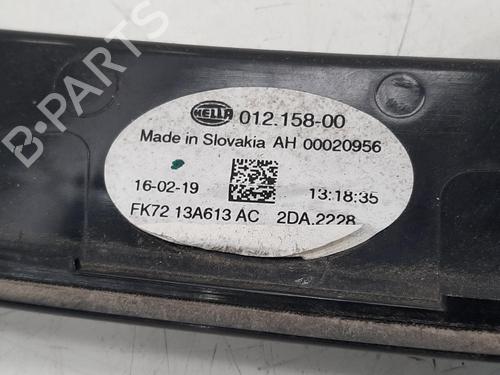 HELLA 012.158-00
Made in Slovakia AH 00020956
16-02-19 13:18:35
FK72 13A613 AC 2DA.2228
B-PARTS